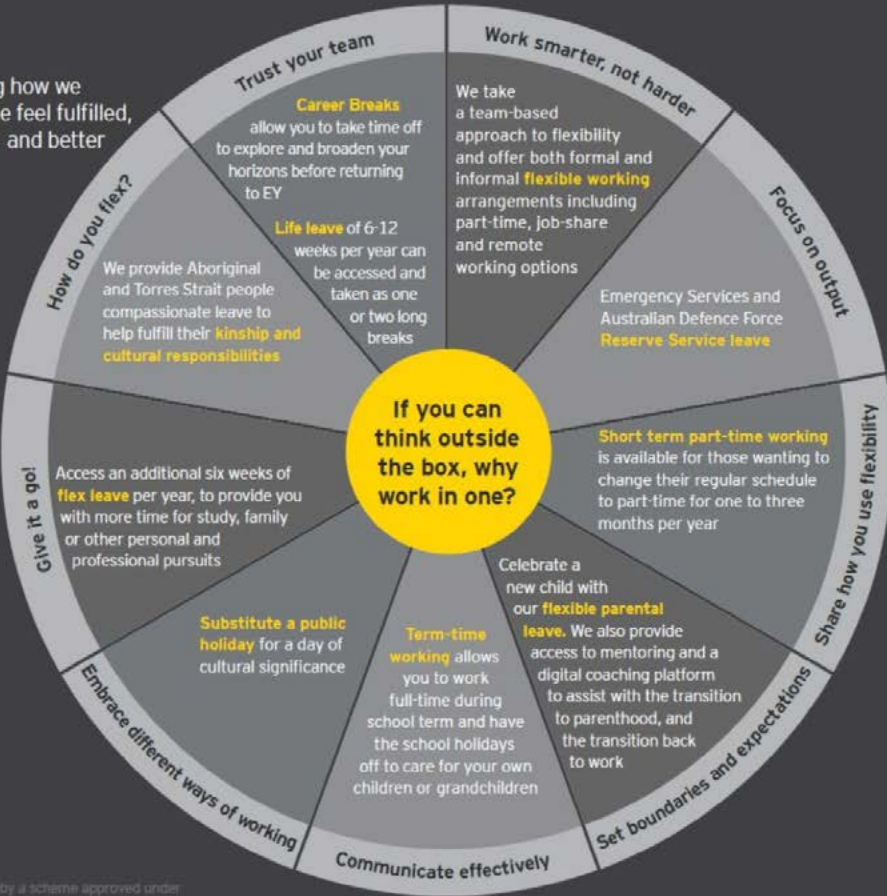 g how we
e feel fulfilled,
and better
Trust your team
Career Breaks
allow you to take time off
to explore and broaden your
horizons before returning
to EY
Life leave of 6-12
weeks per year can
be accessed and
taken as one
or two long
breaks
Work smarter, not harder
We take
a team-based
approach to flexibility
and offer both formal and
informal flexible working
arrangements including
part-time, job-share
and remote
working options
Focus on output
Emergency Services and
Australian Defence Force
Reserve Service leave
Share how you use flexibility
Short term part-time working
is available for those wanting to
change their regular schedule
to part-time for one to three
months per year
Set boundaries and expectations
Celebrate a
new child with
our flexible parental
leave. We also provide
access to mentoring and a
digital coaching platform
to assist with the transition
to parenthood, and
the transition back
to work
Communicate effectively
Term-time
working allows
you to work
full-time during
school term and have
the school holidays
off to care for your own
children or grandchildren
Embrace different ways of working
Substitute a public
holiday for a day of
cultural significance
Give it a go!
Access an additional six weeks of
flex leave per year, to provide you
with more time for study, family
or other personal and
professional pursuits
How do you flex?
We provide Aboriginal
and Torres Strait people
compassionate leave to
help fulfill their kinship and
cultural responsibilities
If you can
think outside
the box, why
work in one?
by a scheme approved under